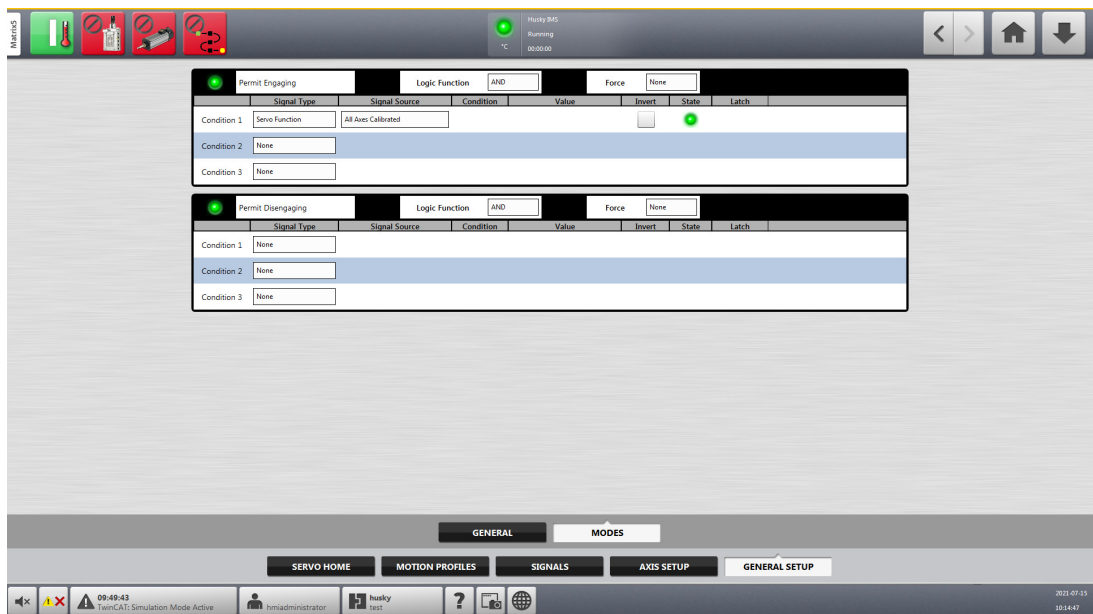 Matrix5
Husky IMS
Running
°C 00:00:00
Permit Engaging Logic Function AND Force None
Signal Type Signal Source Condition Value Invert State Latch
Condition 1 Servo Function All Axes Calibrated
Condition 2 None
Condition 3 None
Permit Disengaging Logic Function AND Force None
Signal Type Signal Source Condition Value Invert State Latch
Condition 1 None
Condition 2 None
Condition 3 None
GENERAL MODES
SERVO HOME MOTION PROFILES SIGNALS AXIS SETUP GENERAL SETUP
09:49:43
TwinCAT: Simulation Mode Active
hmiadministrator
husky
test
?
2021-07-15
10:14:47